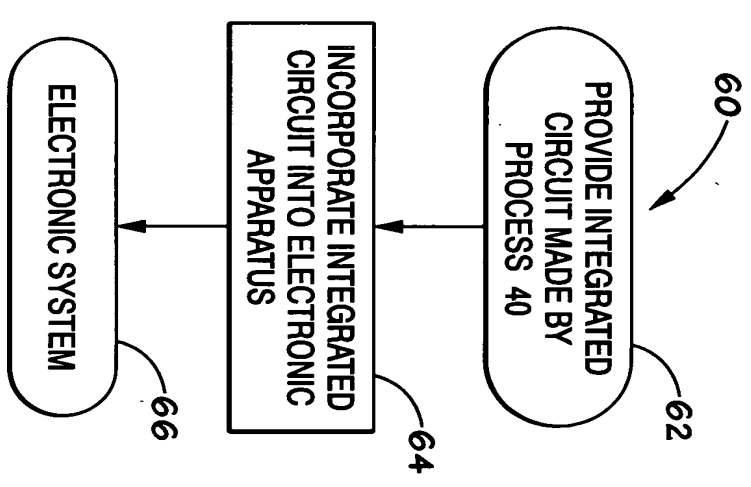 60
PROVIDE INTEGRATED
CIRCUIT MADE BY
PROCESS 40
62
INCORPORATE INTEGRATED
CIRCUIT INTO ELECTRONIC
APPARATUS
64
ELECTRONIC SYSTEM
66